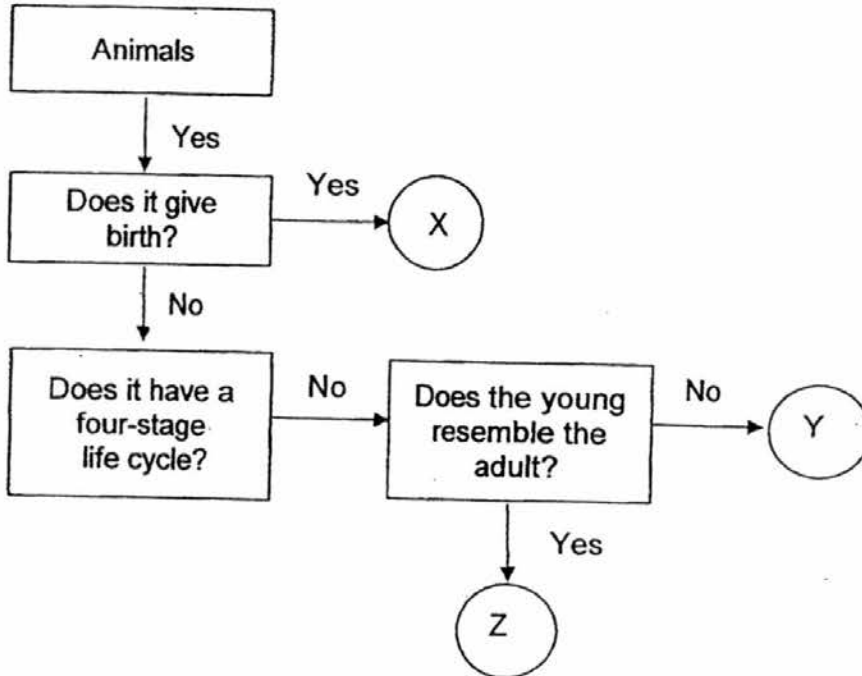 Animals
Yes
Does it give
birth?
Yes
X
No
Does it have a
four-stage
life cycle?
No
Does the young
resemble the
adult?
No
Y
Yes
Z